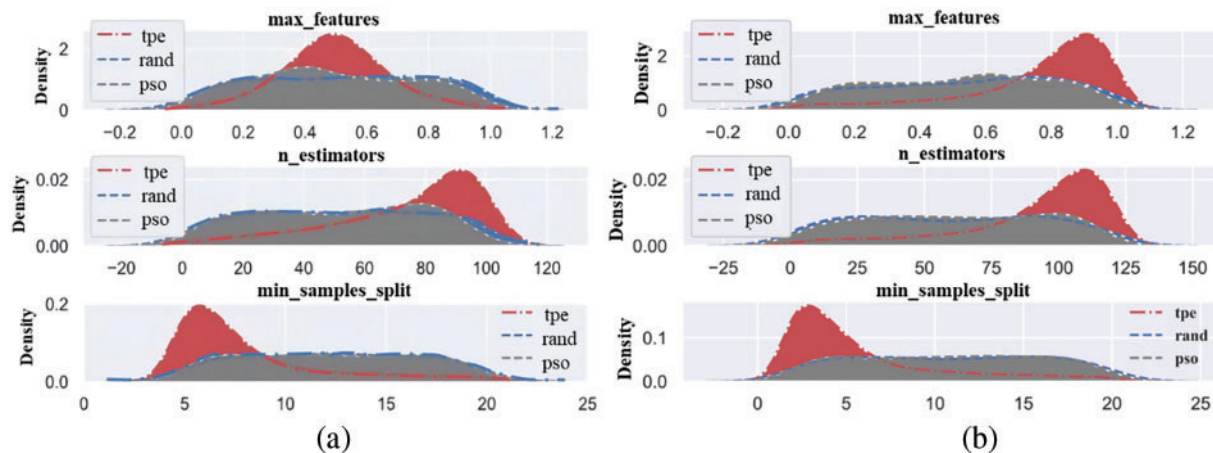 max_features
tpe
rand
pso
Density
2
0
−0.2 0.0 0.2 0.4 0.6 0.8 1.0 1.2
n_estimators
tpe
rand
pso
Density
0.02
0.00
−20 0 20 40 60 80 100 120
min_samples_split
tpe
rand
pso
Density
0.2
0.0
0 5 10 15 20 25
(a)
max_features
tpe
rand
pso
Density
2
0
−0.2 0.0 0.2 0.4 0.6 0.8 1.0 1.2
n_estimators
tpe
rand
pso
Density
0.02
0.00
−25 0 25 50 75 100 125 150
min_samples_split
tpe
rand
pso
Density
0.1
0.0
0 5 10 15 20 25
(b)